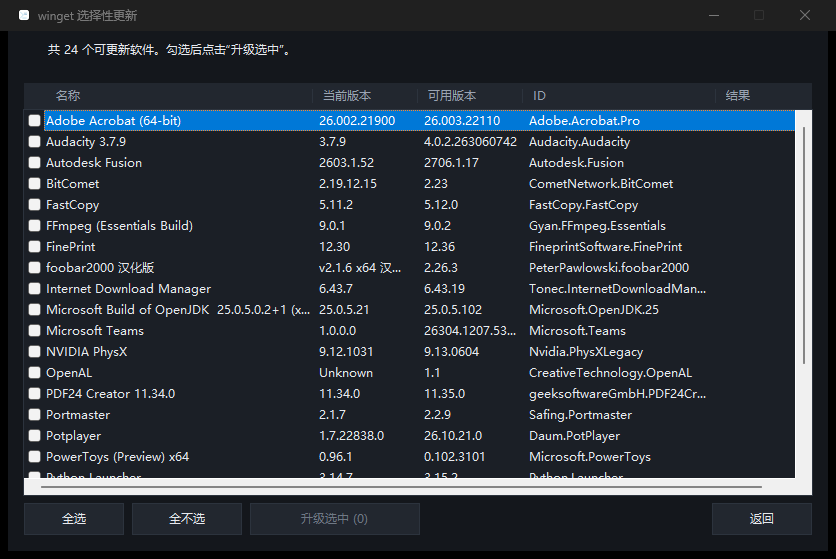 winget 选择性更新
共 24 个可更新软件。勾选后点击“升级选中”。
名称 当前版本 可用版本 ID 结果
Adobe Acrobat (64-bit) 26.002.21900 26.003.22110 Adobe.Acrobat.Pro
Audacity 3.7.9 3.7.9 4.0.2.263060742 Audacity.Audacity
Autodesk Fusion 2603.1.52 2706.1.17 Autodesk.Fusion
BitComet 2.19.12.15 2.23 CometNetwork.BitComet
FastCopy 5.11.2 5.12.0 FastCopy.FastCopy
FFmpeg (Essentials Build) 9.0.1 9.0.2 Gyan.FFmpeg.Essentials
FinePrint 12.30 12.36 FineprintSoftware.FinePrint
foobar2000 汉化版 v2.1.6 x64 汉... 2.26.3 PeterPawlowski.foobar2000
Internet Download Manager 6.43.7 6.43.19 Tonec.InternetDownloadMan...
Microsoft Build of OpenJDK 25.0.5.0.2+1 (x... 25.0.5.21 25.0.5.102 Microsoft.OpenJDK.25
Microsoft Teams 1.0.0.0 26304.1207.53... Microsoft.Teams
NVIDIA PhysX 9.12.1031 9.13.0604 Nvidia.PhysXLegacy
OpenAL Unknown 1.1 CreativeTechnology.OpenAL
PDF24 Creator 11.34.0 11.34.0 11.35.0 geeksoftwareGmbH.PDF24Cr...
Portmaster 2.1.7 2.2.9 Safing.Portmaster
Potplayer 1.7.22838.0 26.10.21.0 Daum.PotPlayer
PowerToys (Preview) x64 0.96.1 0.102.3101 Microsoft.PowerToys
Python Launcher 3.14.7 3.15.2 Python.Launcher
全选 全不选 升级选中 (0) 返回